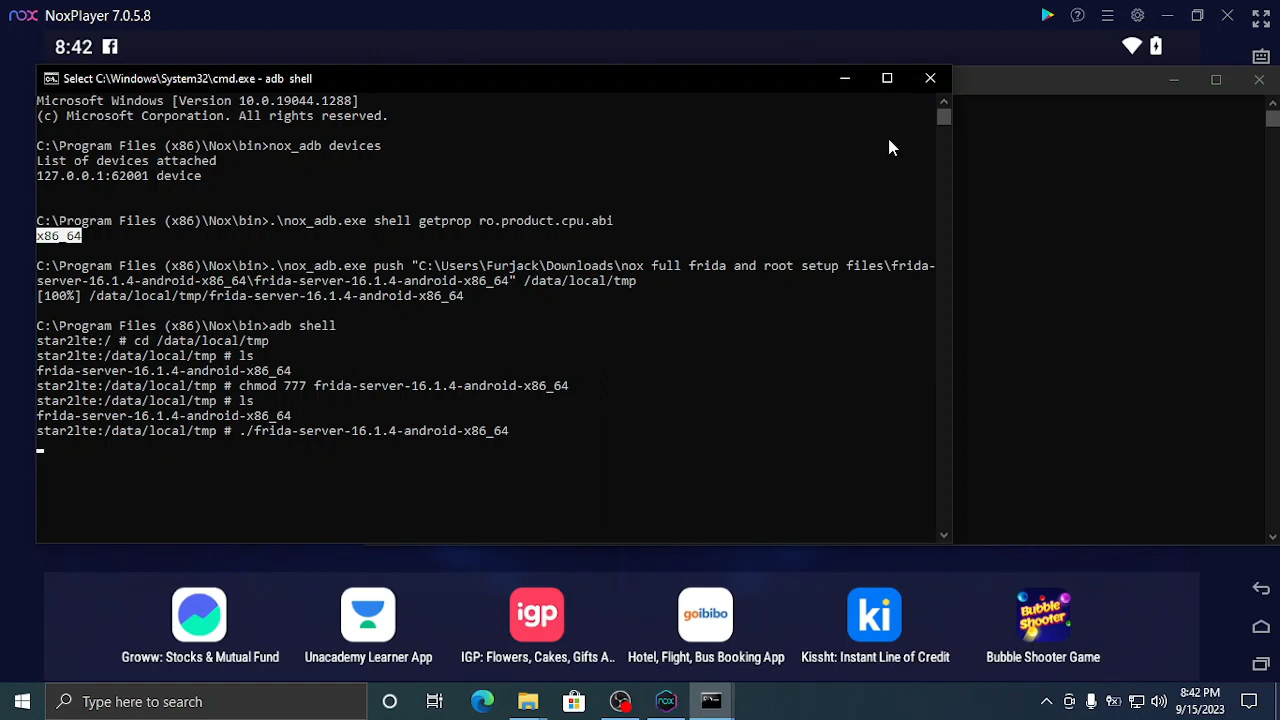 nox NoxPlayer 7.0.5.8
8:42
Select C:\Windows\System32\cmd.exe - adb shell
Microsoft Windows [Version 10.0.19044.1288]
(c) Microsoft Corporation. All rights reserved.
C:\Program Files (x86)\Nox\bin>nox_adb devices
List of devices attached
127.0.0.1:62001 device
C:\Program Files (x86)\Nox\bin>.\nox_adb.exe shell getprop ro.product.cpu.abi
x86_64
C:\Program Files (x86)\Nox\bin>.\nox_adb.exe push "C:\Users\Furjack\Downloads\nox full frida and root setup files\frida-
server-16.1.4-android-x86_64\frida-server-16.1.4-android-x86_64" /data/local/tmp
[100%] /data/local/tmp/frida-server-16.1.4-android-x86_64
C:\Program Files (x86)\Nox\bin>adb shell
star2lte:/ # cd /data/local/tmp
star2lte:/data/local/tmp # ls
frida-server-16.1.4-android-x86_64
star2lte:/data/local/tmp # chmod 777 frida-server-16.1.4-android-x86_64
star2lte:/data/local/tmp # ls
frida-server-16.1.4-android-x86_64
star2lte:/data/local/tmp # ./frida-server-16.1.4-android-x86_64
igp goibibo ki Bubble Shooter
Groww: Stocks & Mutual Fund Unacademy Learner App IGP: Flowers, Cakes, Gifts A.. Hotel, Flight, Bus Booking App Kissht: Instant Line of Credit Bubble Shooter Game
Type here to search
8:42 PM
9/15/2023